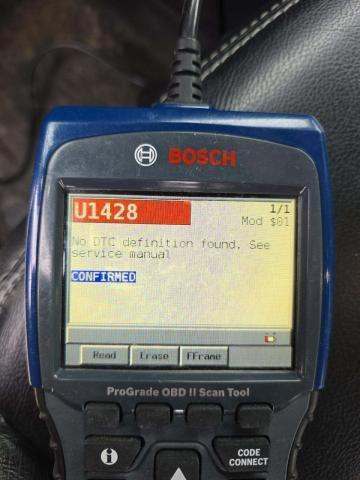 BOSCH
U1428
1/1
Mod $01
No DTC definition found, See
service manual
CONFIRMED
Read Erase FFrame
ProGrade OBD II Scan Tool
i
CODE
CONNECT